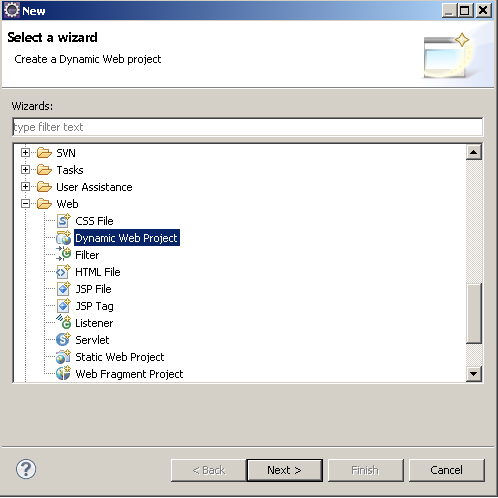 New
Select a wizard
Create a Dynamic Web project
Wizards:
type filter text
SVN
Tasks
User Assistance
Web
CSS File
Dynamic Web Project
Filter
HTML File
JSP File
JSP Tag
Listener
Servlet
Static Web Project
Web Fragment Project
< Back
Next >
Finish
Cancel